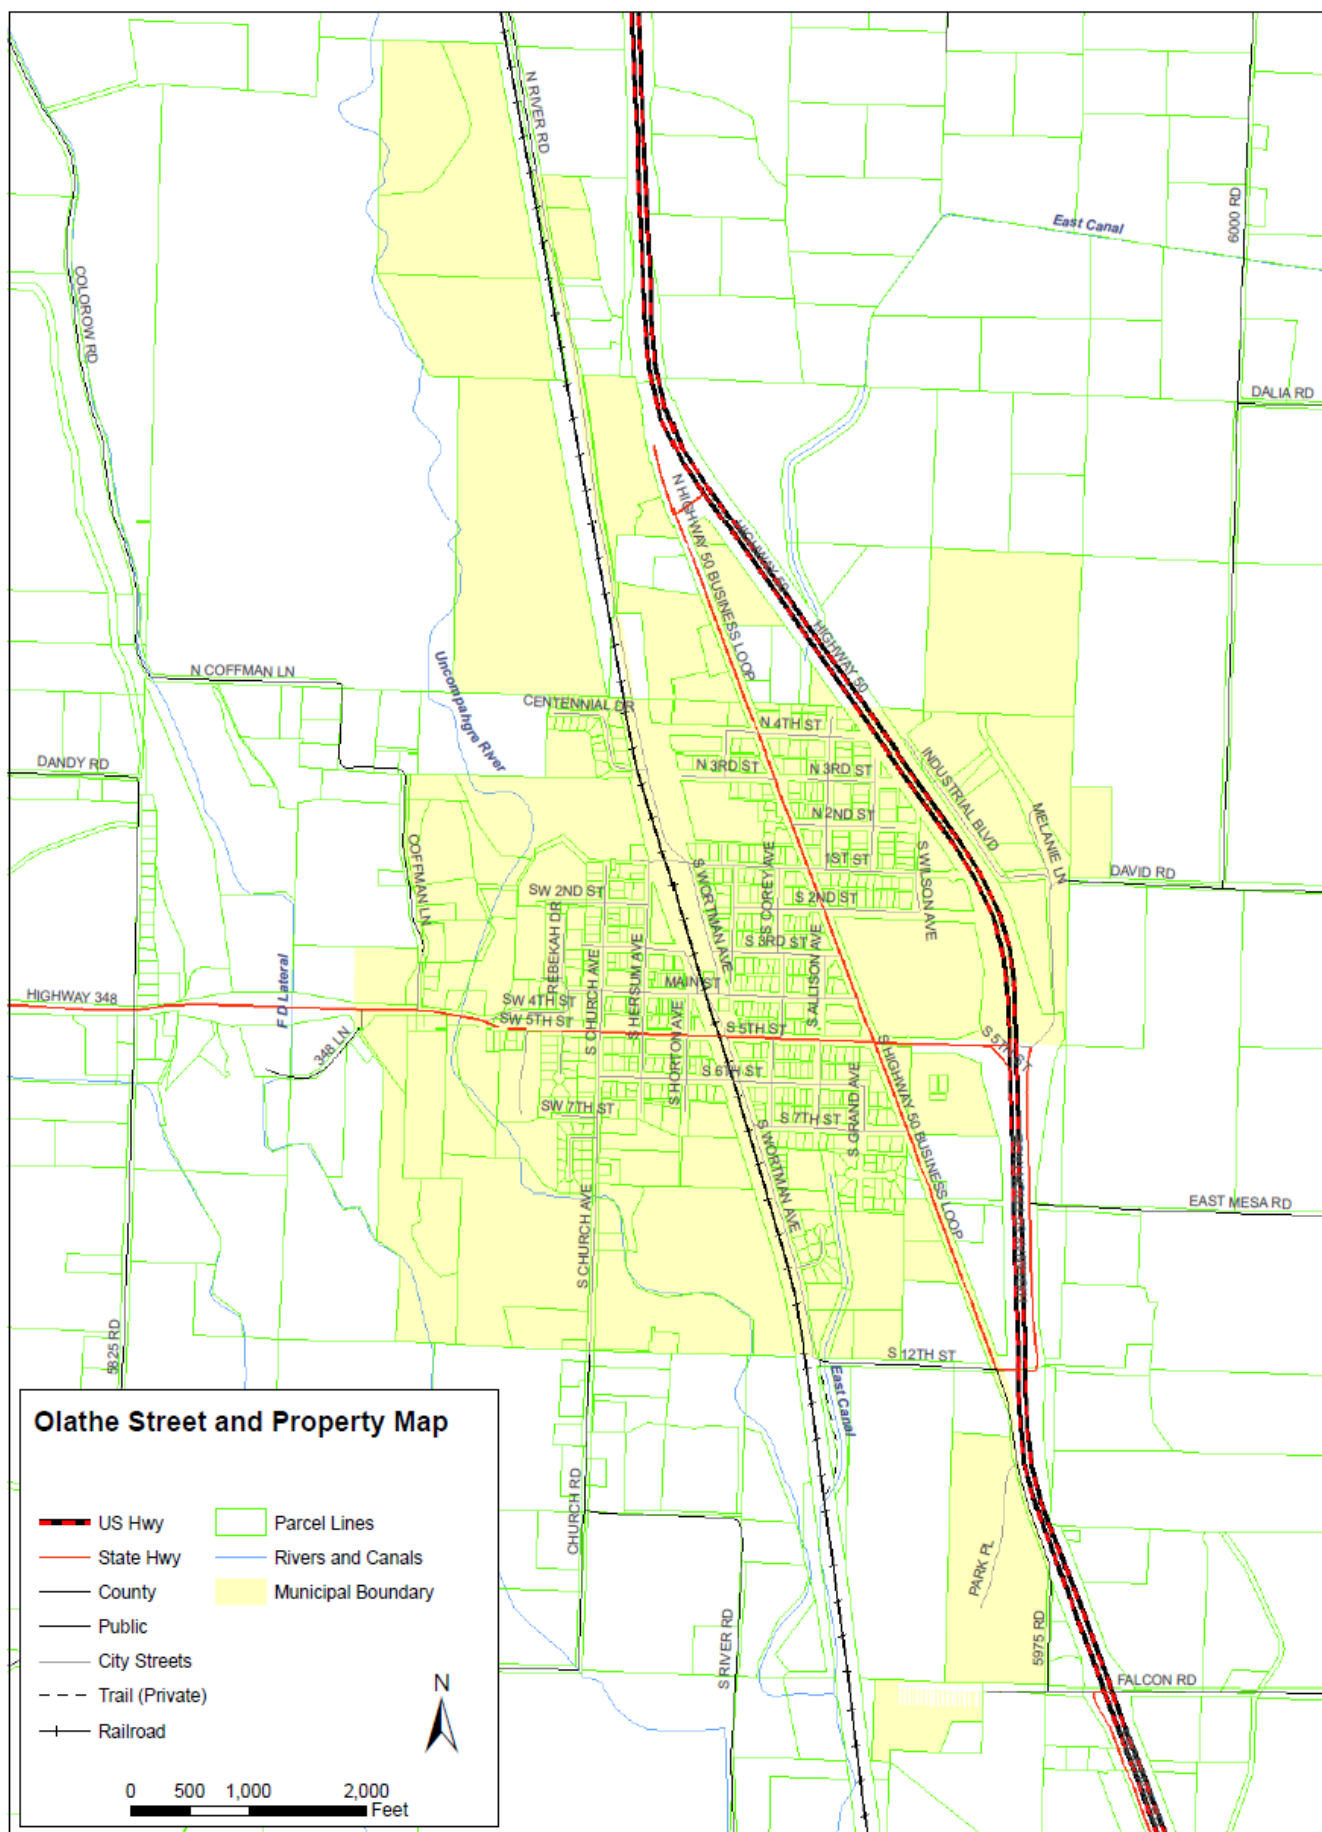 N RIVER RD
6000 RD
East Canal
COLOROW RD
DALIA RD
N HIGHWAY 50 BUSINESS LOOP
HIGHWAY 50
HIGHWAY 50
N COFFMAN LN
Uncompahgre River
CENTENNIAL DR
N 4TH ST
DANDY RD
N 3RD ST
N 3RD ST
INDUSTRIAL BLVD
MELANIE LN
N 2ND ST
COFFMAN LN
1ST ST
S WILSON AVE
DAVID RD
S WORTMAN AVE
S COREY AVE
SW 2ND ST
S 2ND ST
REBEKAH DR
S 3RD ST
S CHURCH AVE
S HERSUM AVE
S ALLISON AVE
F D Lateral
MAIN ST
HIGHWAY 348
SW 4TH ST
SW 5TH ST
S HORTON AVE
S 5TH ST
S 5TH ST
348 LN
S 6TH ST
S HIGHWAY 50 BUSINESS LOOP
S GRAND AVE
SW 7TH ST
S 7TH ST
S WORTMAN AVE
EAST MESA RD
S CHURCH AVE
5825 RD
S 12TH ST
East Canal
CHURCH RD
PARK PL
S RIVER RD
5975 RD
FALCON RD
Olathe Street and Property Map
US Hwy
State Hwy
County
Public
City Streets
Trail (Private)
Railroad
Parcel Lines
Rivers and Canals
Municipal Boundary
N
0 500 1,000 2,000
Feet